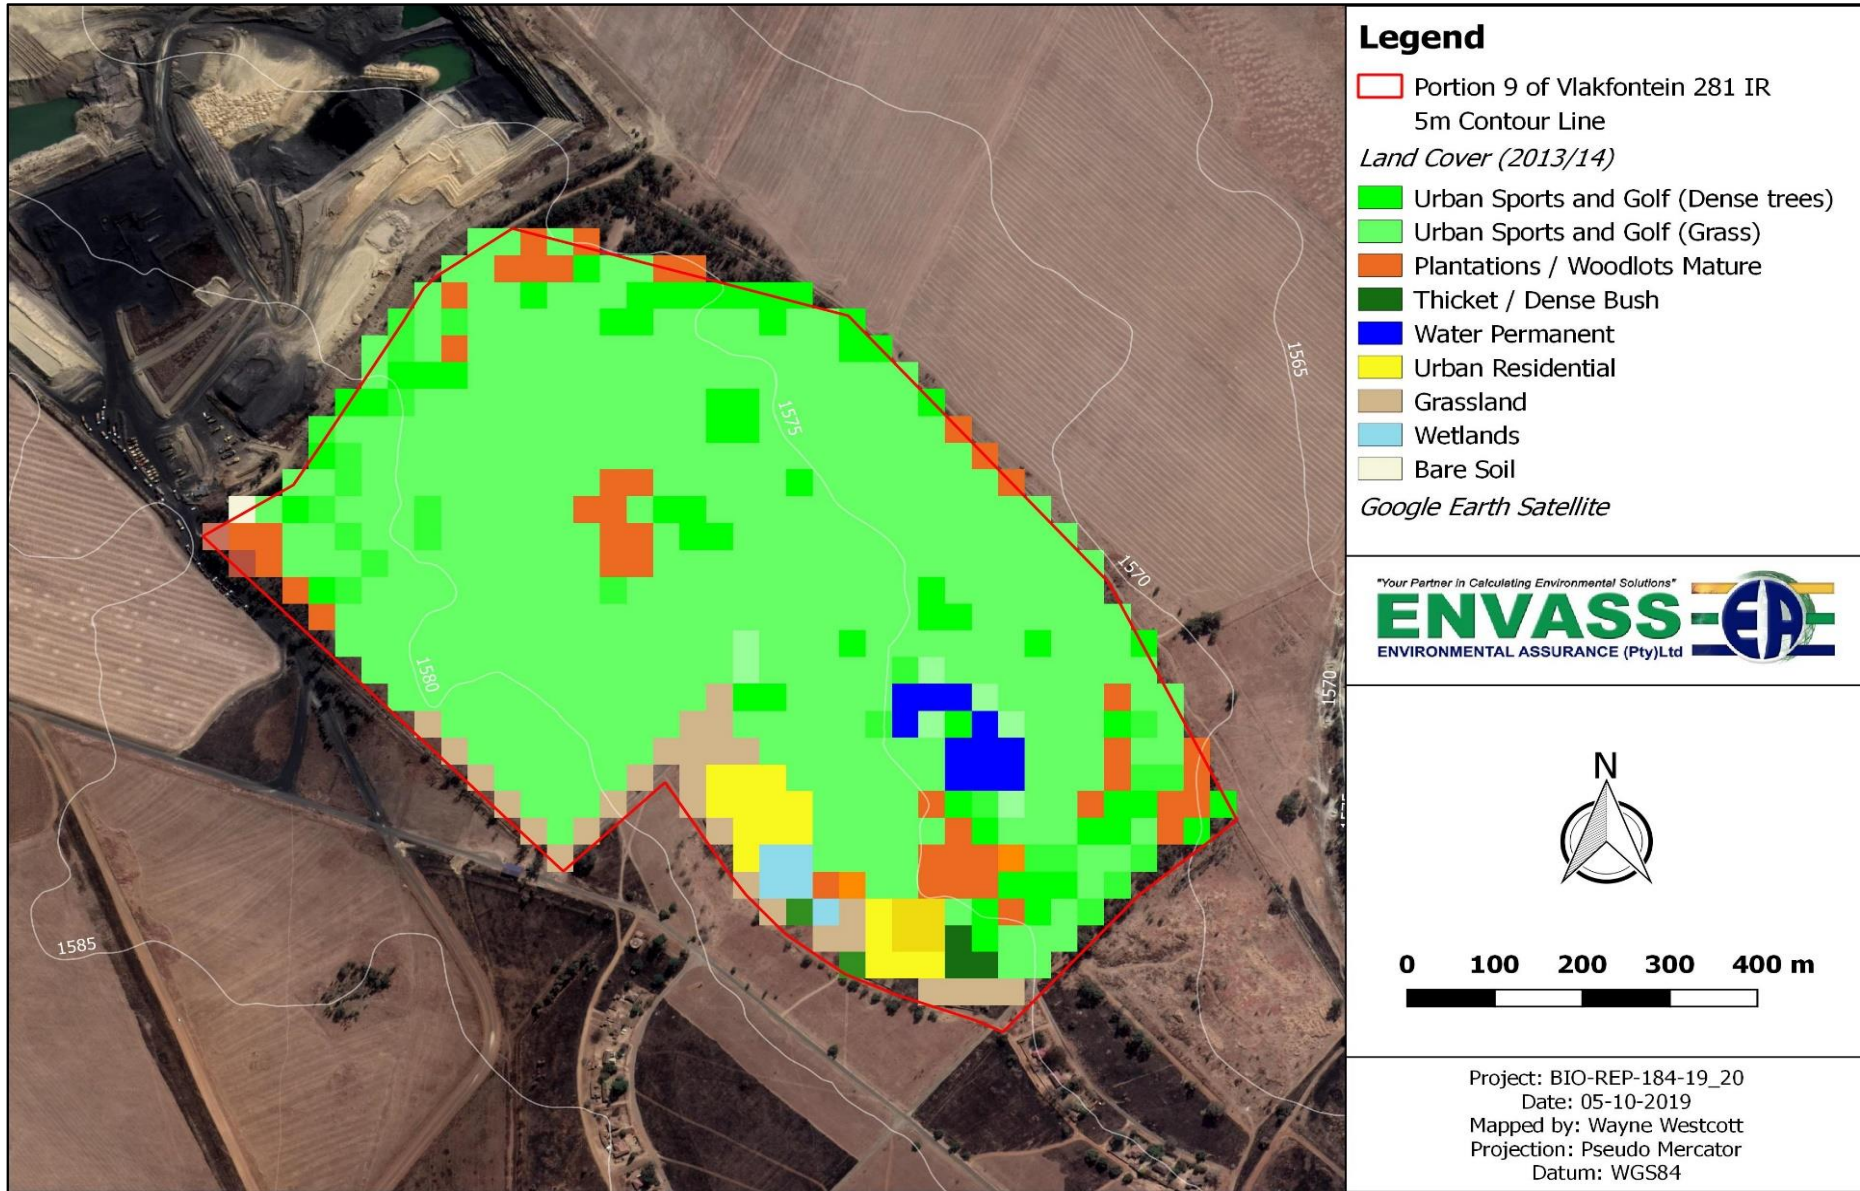 Legend
Portion 9 of Vlakfontein 281 IR
5m Contour Line
Land Cover (2013/14)
Urban Sports and Golf (Dense trees)
Urban Sports and Golf (Grass)
Plantations / Woodlots Mature
Thicket / Dense Bush
Water Permanent
Urban Residential
Grassland
Wetlands
Bare Soil
Google Earth Satellite
"Your Partner in Calculating Environmental Solutions"
ENVASS
ENVIRONMENTAL ASSURANCE (Pty)Ltd
EA
N
0 100 200 300 400 m
Project: BIO-REP-184-19_20
Date: 05-10-2019
Mapped by: Wayne Westcott
Projection: Pseudo Mercator
Datum: WGS84
1565
1575
1570
1580
1570
1585